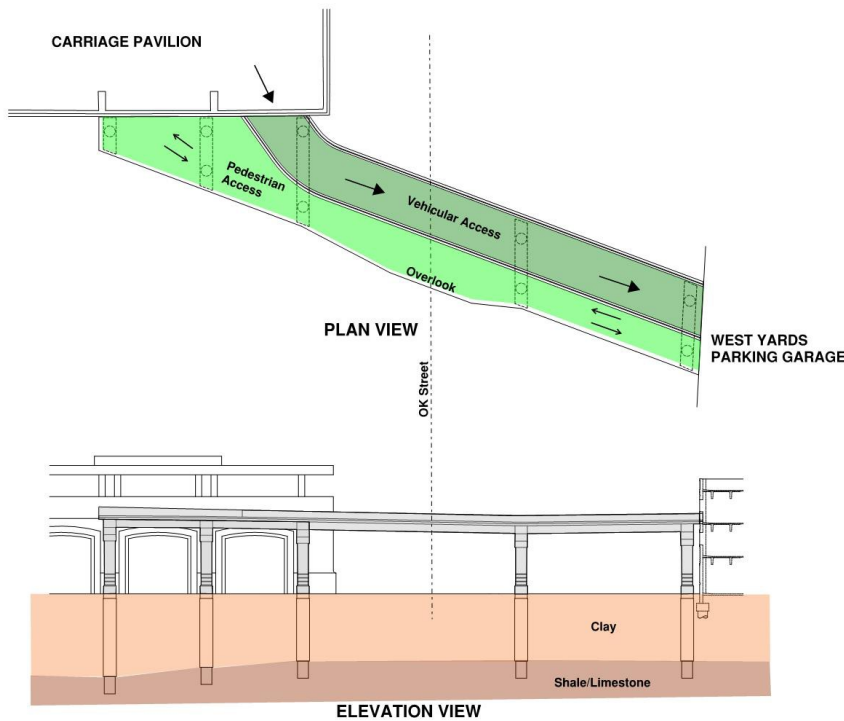 CARRIAGE PAVILION
Pedestrian
Access
Vehicular Access
Overlook
PLAN VIEW
WEST YARDS
PARKING GARAGE
OK Street
Clay
Shale/Limestone
ELEVATION VIEW